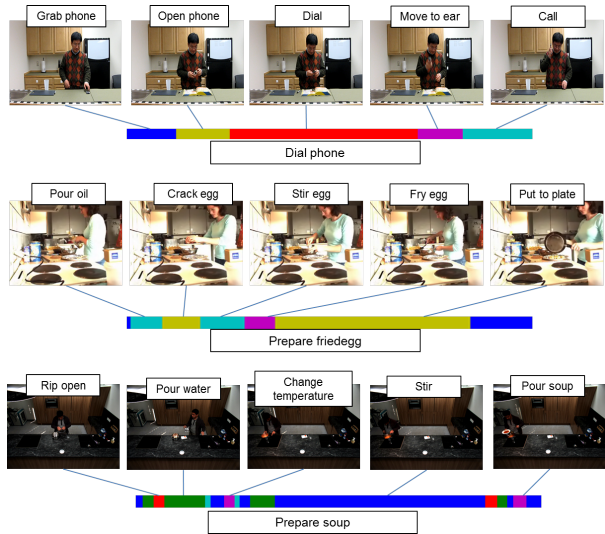 Grab phone
Open phone
Dial
Move to ear
Call
Dial phone
Pour oil
Crack egg
Stir egg
Fry egg
Put to plate
Prepare friedegg
Rip open
Pour water
Change
temperature
Stir
Pour soup
Prepare soup